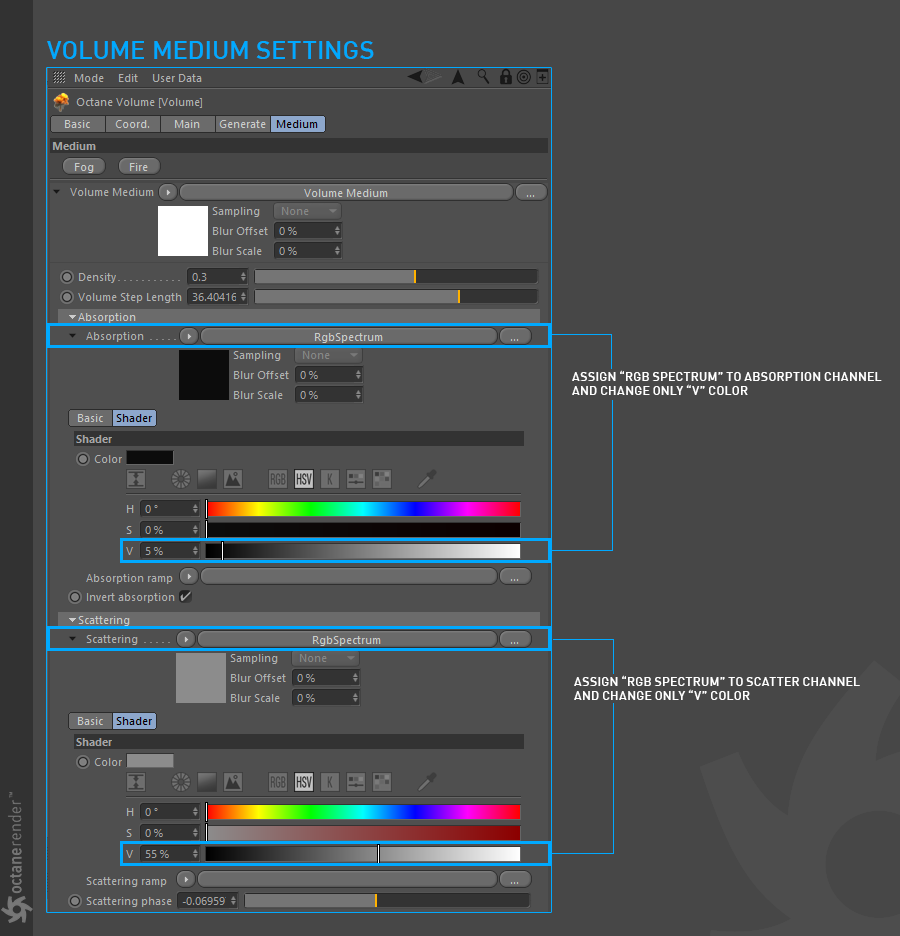 VOLUME MEDIUM SETTINGS
Mode Edit User Data
Octane Volume [Volume]
Basic Coord. Main Generate Medium
Medium
Fog Fire
Volume Medium Volume Medium ...
Sampling None
Blur Offset 0 %
Blur Scale 0 %
Density . . . . . . . . . . . 0.3
Volume Step Length 36.40416
Absorption
Absorption . . . . . RgbSpectrum ...
Sampling None
Blur Offset 0 %
Blur Scale 0 %
ASSIGN “RGB SPECTRUM” TO ABSORPTION CHANNEL
AND CHANGE ONLY “V” COLOR
Basic Shader
Shader
Color
RGB HSV K
H 0 °
S 0 %
V 5 %
Absorption ramp ...
Invert absorption
Scattering
Scattering . . . . . RgbSpectrum ...
Sampling None
Blur Offset 0 %
Blur Scale 0 %
ASSIGN “RGB SPECTRUM” TO SCATTER CHANNEL
AND CHANGE ONLY “V” COLOR
Basic Shader
Shader
Color
RGB HSV K
H 0 °
S 0 %
V 55 %
Scattering ramp ...
Scattering phase -0.06959
octanerender™